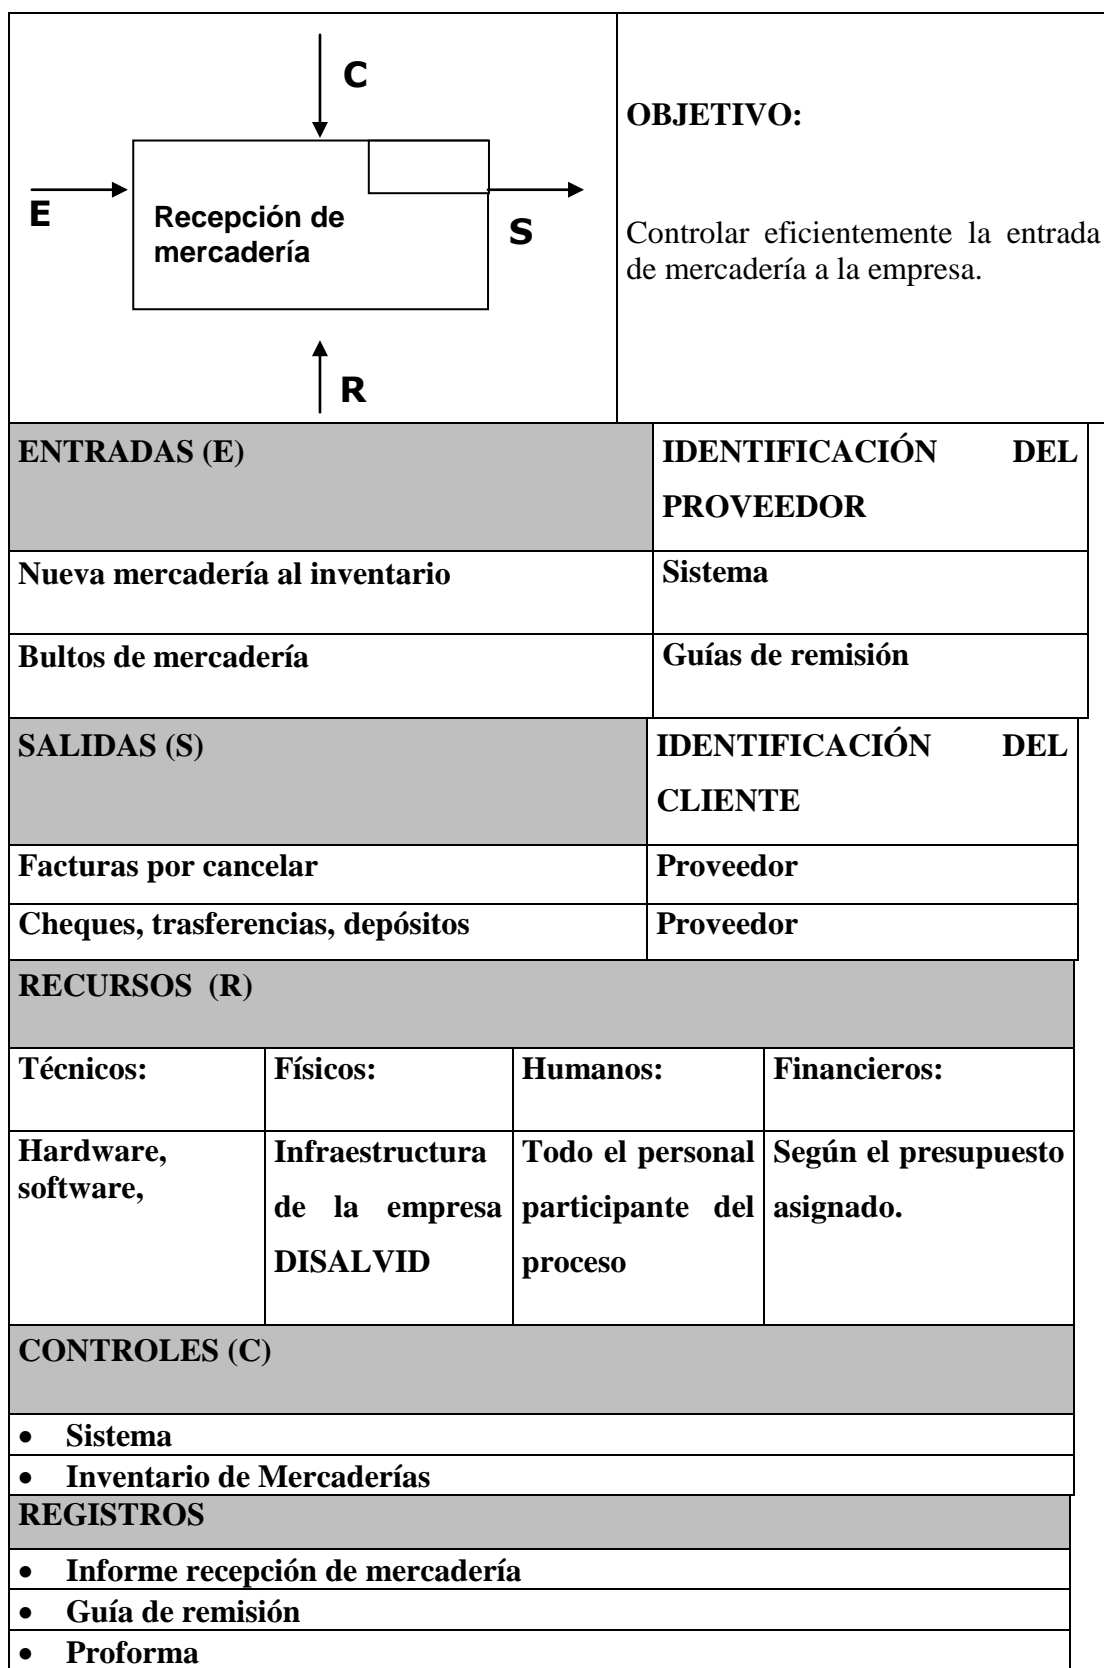 C
E
Recepción de
mercadería
S
R
OBJETIVO:
Controlar eficientemente la entrada
de mercadería a la empresa.
ENTRADAS (E)
IDENTIFICACIÓN DEL
PROVEEDOR
Nueva mercadería al inventario
Sistema
Bultos de mercadería
Guías de remisión
SALIDAS (S)
IDENTIFICACIÓN DEL
CLIENTE
Facturas por cancelar
Proveedor
Cheques, trasferencias, depósitos
Proveedor
RECURSOS (R)
Técnicos:
Físicos:
Humanos:
Financieros:
Hardware,
software,
Infraestructura
de la empresa
DISALVID
Todo el personal
participante del
proceso
Según el presupuesto
asignado.
CONTROLES (C)
• Sistema
• Inventario de Mercaderías
REGISTROS
• Informe recepción de mercadería
• Guía de remisión
• Proforma